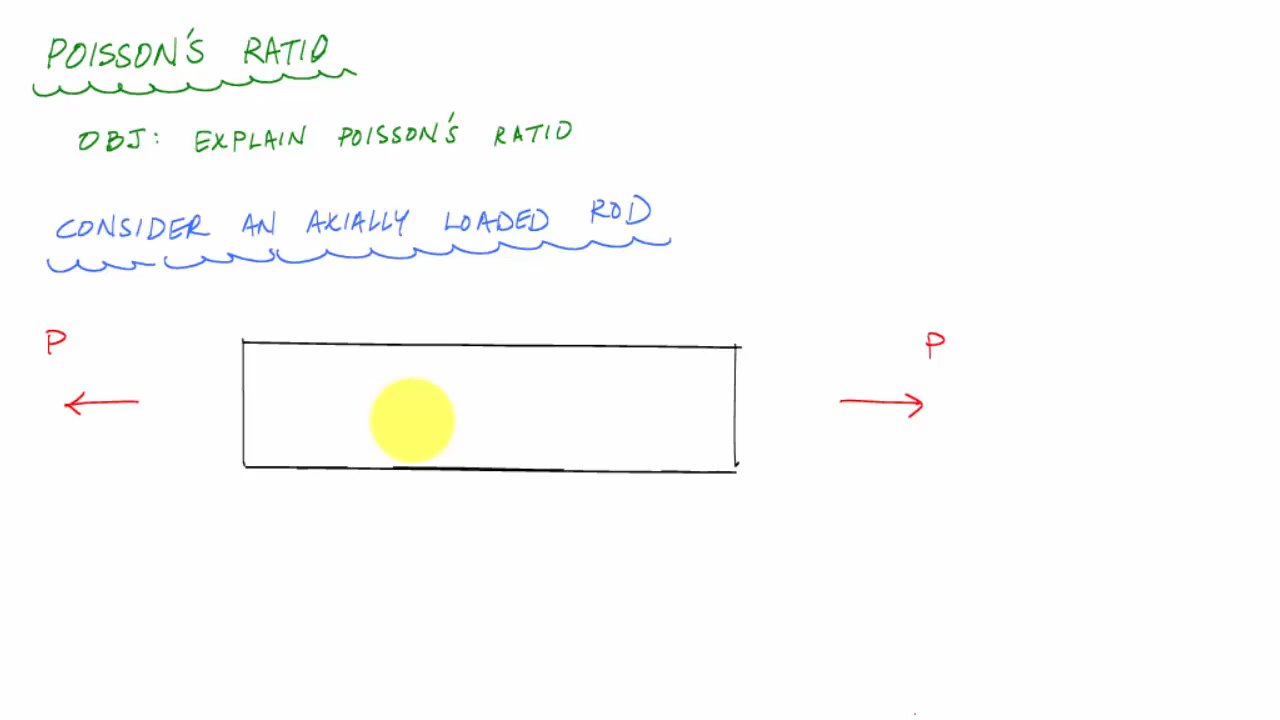 POISSON'S RATIO
OBJ: EXPLAIN POISSON'S RATIO
CONSIDER AN AXIALLY LOADED ROD
P
P